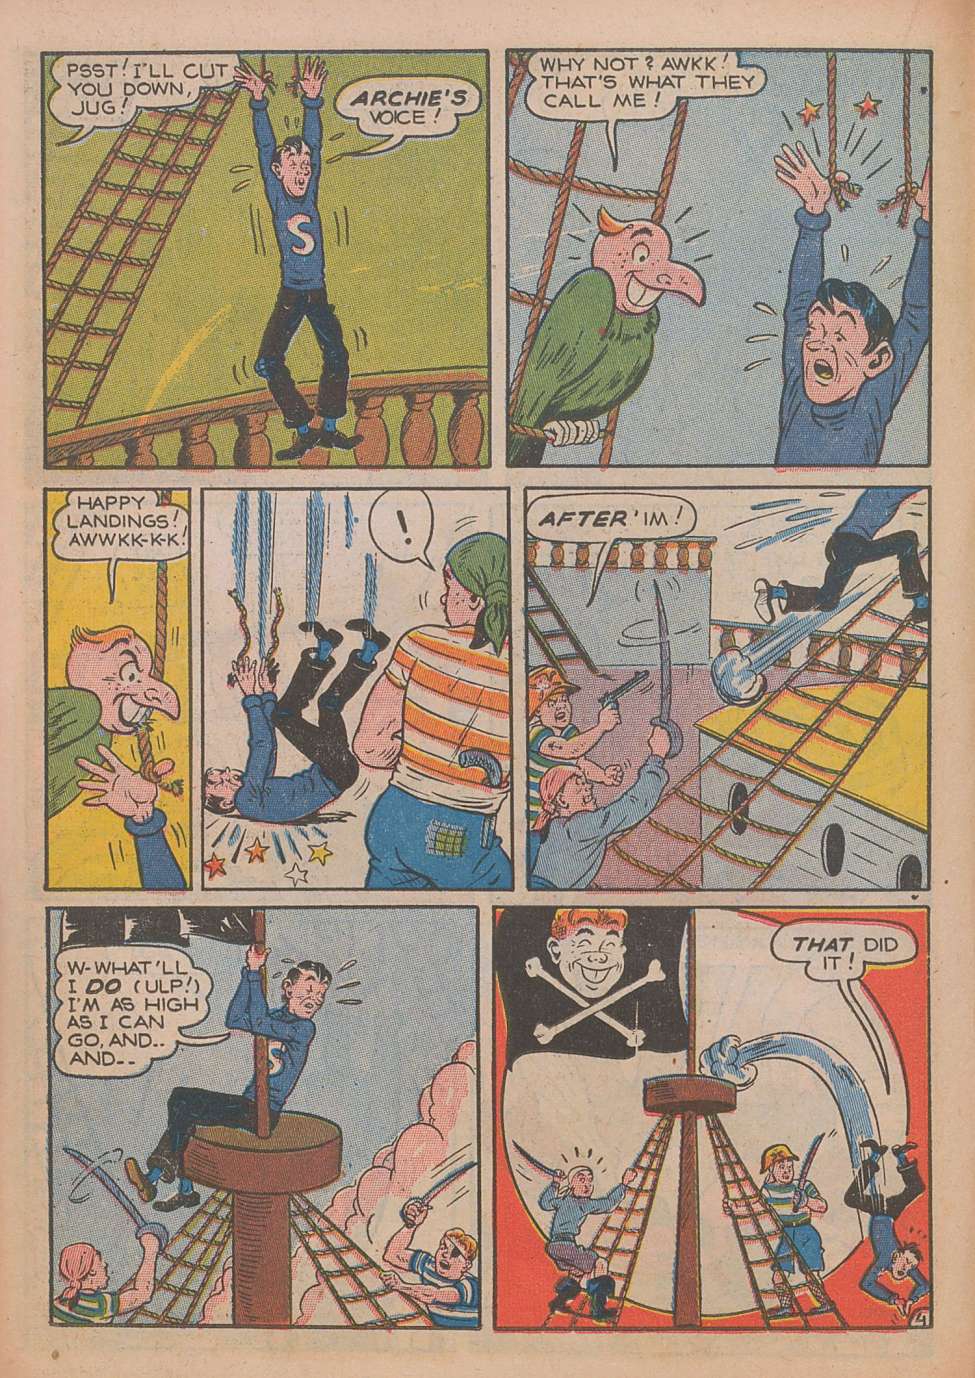 PSST! I'LL CUT
YOU DOWN,
JUG!
ARCHIE'S
VOICE!
S
WHY NOT? AWKK!
THAT'S WHAT THEY
CALL ME!
HAPPY
LANDINGS!
AWWKK-K-K!
!
AFTER 'IM!
W-WHAT'LL
I DO (ULP!)
I'M AS HIGH
AS I CAN
GO, AND--
AND--
S
THAT DID
IT!
4